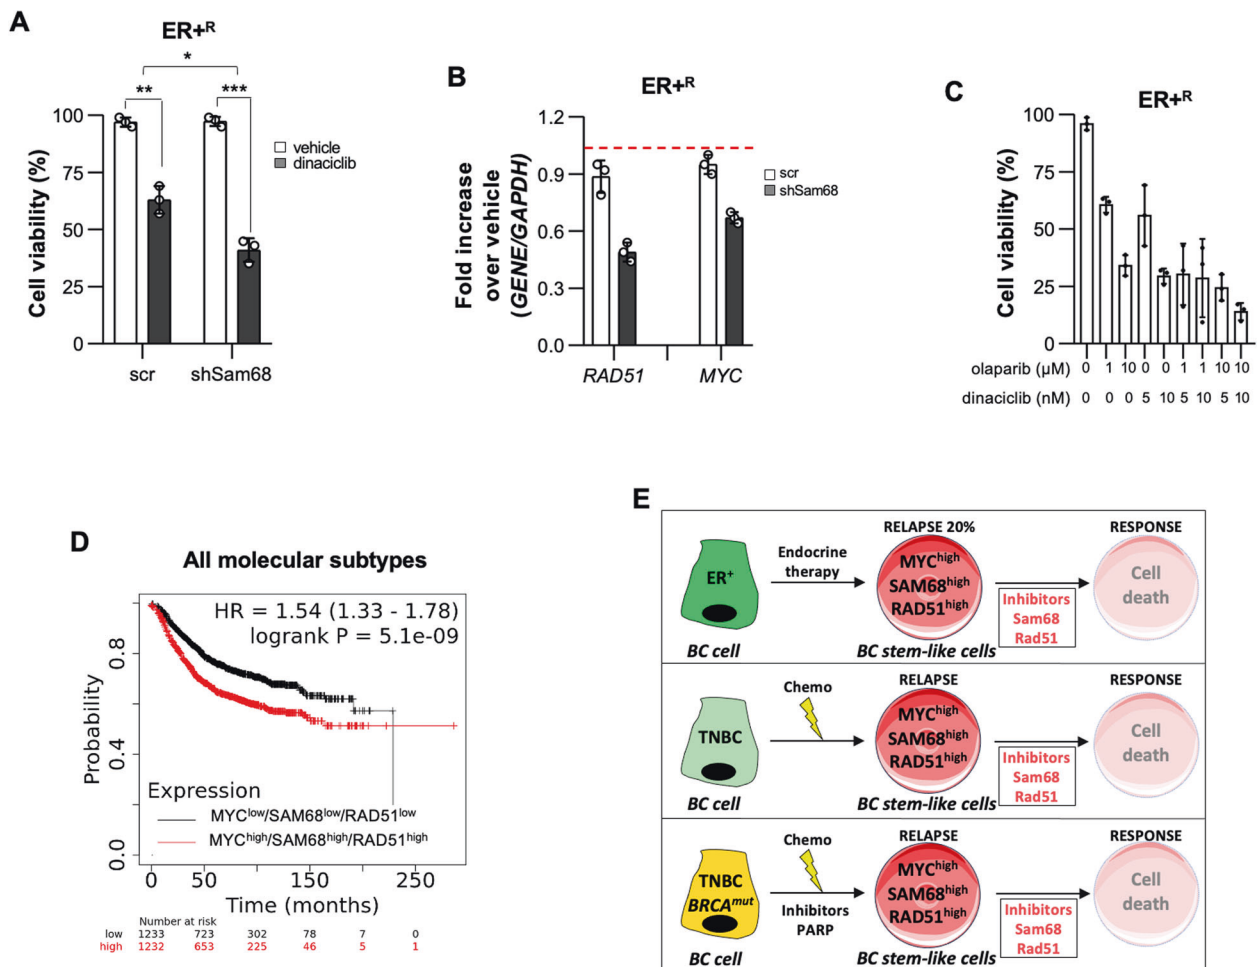 A
ER+R
*
** ***
100
75
50
25
0
Cell viability (%)
vehicle
dinaciclib
scr shSam68
B
ER+R
1.2
0.9
0.6
0.3
0.0
Fold increase
over vehicle
(GENE/GAPDH)
scr
shSam68
RAD51 MYC
C
ER+R
100
75
50
25
0
Cell viability (%)
olaparib (µM) 0 1 10 0 0 1 1 10 10
dinaciclib (nM) 0 0 0 5 10 5 10 5 10
D
All molecular subtypes
HR = 1.54 (1.33 - 1.78)
logrank P = 5.1e-09
0.8
0.4
0.0
Probability
Expression
MYClow/SAM68low/RAD51low
MYChigh/SAM68high/RAD51high
0 50 150 250
Time (months)
Number at risk
low 1233 723 302 78 7 0
high 1232 653 225 46 5 1
E
ER+
BC cell
Endocrine
therapy
RELAPSE 20%
MYChigh
SAM68high
RAD51high
BC stem-like cells
Inhibitors
Sam68
Rad51
RESPONSE
Cell
death
TNBC
BC cell
Chemo
RELAPSE
MYChigh
SAM68high
RAD51high
BC stem-like cells
Inhibitors
Sam68
Rad51
RESPONSE
Cell
death
TNBC
BRCAmut
BC cell
Chemo
Inhibitors
PARP
RELAPSE
MYChigh
SAM68high
RAD51high
BC stem-like cells
Inhibitors
Sam68
Rad51
RESPONSE
Cell
death